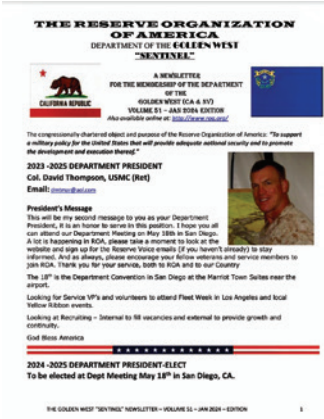 THE RESERVE ORGANIZATION
OF AMERICA
DEPARTMENT OF THE GOLDEN WEST
"SENTINEL"
A NEWSLETTER
FOR THE MEMBERSHIP OF THE DEPARTMENT
OF THE
GOLDEN WEST (CA & NV)
VOLUME 51 – JAN 2024 EDITION
Also available online at: http://www.roa.org/
CALIFORNIA REPUBLIC
The congressionally chartered object and purpose of the Reserve Organization of America: "To support
a military policy for the United States that will provide adequate national security and to promote
the development and execution thereof."
2023 -2025 DEPARTMENT PRESIDENT
Col. David Thompson, USMC (Ret)
Email:
President's Message
This will be my second message to you as your Department
President, it is an honor to serve in this position. I hope you all
can attend our Department Meeting on May 18th in San Diego.
A lot is happening in ROA, please take a moment to look at the
website and sign up for the Reserve Voice emails (if you haven't already) to stay
informed. And as always, please encourage your fellow veterans and service members to
join ROA. Thank you for your service, both to ROA and to our Country
The 18th is the Department Convention in San Diego at the Marriot Town Suites near the
airport.
Looking for Service VP's and volunteers to attend Fleet Week in Los Angeles and local
Yellow Ribbon events.
Looking at Recruiting – Internal to fill vacancies and external to provide growth and
continuity.
God Bless America
2024 -2025 DEPARTMENT PRESIDENT-ELECT
To be elected at Dept Meeting May 18th in San Diego, CA.
THE GOLDEN WEST "SENTINEL" NEWSLETTER – VOLUME 51 – JAN 2024 – EDITION
1